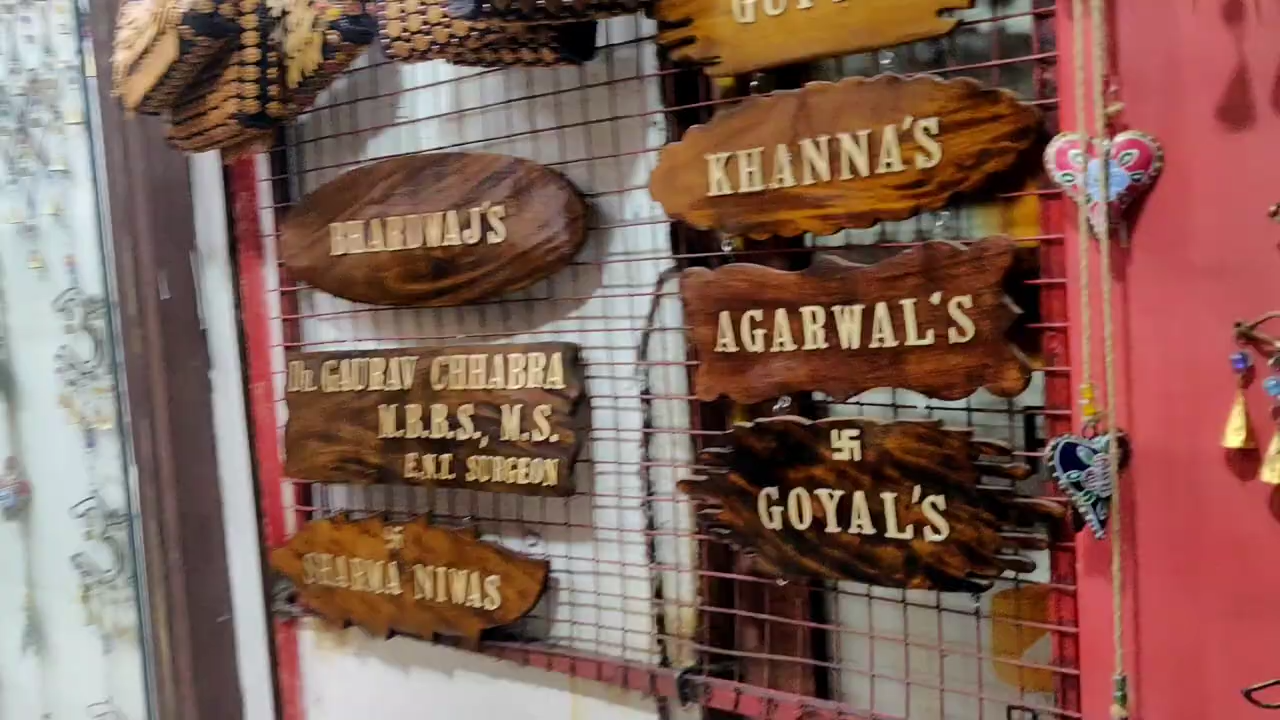 BHARDWAJ'S
Dr. GAURAV CHHABRA
M.B.B.S., M.S.
E.N.T. SURGEON
卐
SHARMA NIWAS
KHANNA'S
AGARWAL'S
卐
GOYAL'S